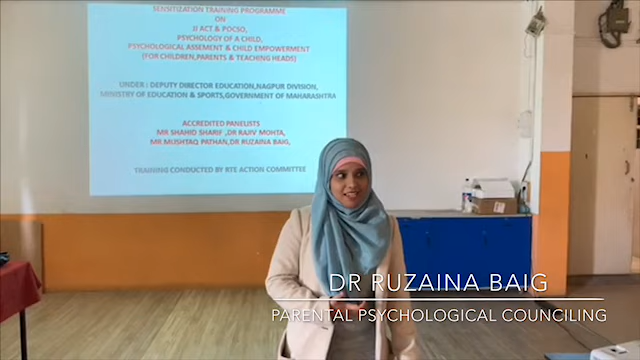 SENSITIZATION TRAINING PROGRAMME
ON
JJ ACT & POCSO,
PSYCHOLOGY OF A CHILD,
PSYCHOLOGICAL ASSEMENT & CHILD EMPOWERMENT
(FOR CHILDREN,PARENTS & TEACHING HEADS)
UNDER : DEPUTY DIRECTOR EDUCATION,NAGPUR DIVISION,
MINISTRY OF EDUCATION & SPORTS,GOVERNMENT OF MAHARASHTRA
ACCREDITED PANELISTS
MR SHAHID SHARIF ,DR RAJIV MOHTA,
MR.MUSHTAQ PATHAN,DR RUZAINA BAIG,
TRAINING CONDUCTED BY RTE ACTION COMMITTEE
DR RUZAINA BAIG
PARENTAL PSYCHOLOGICAL COUNCILING